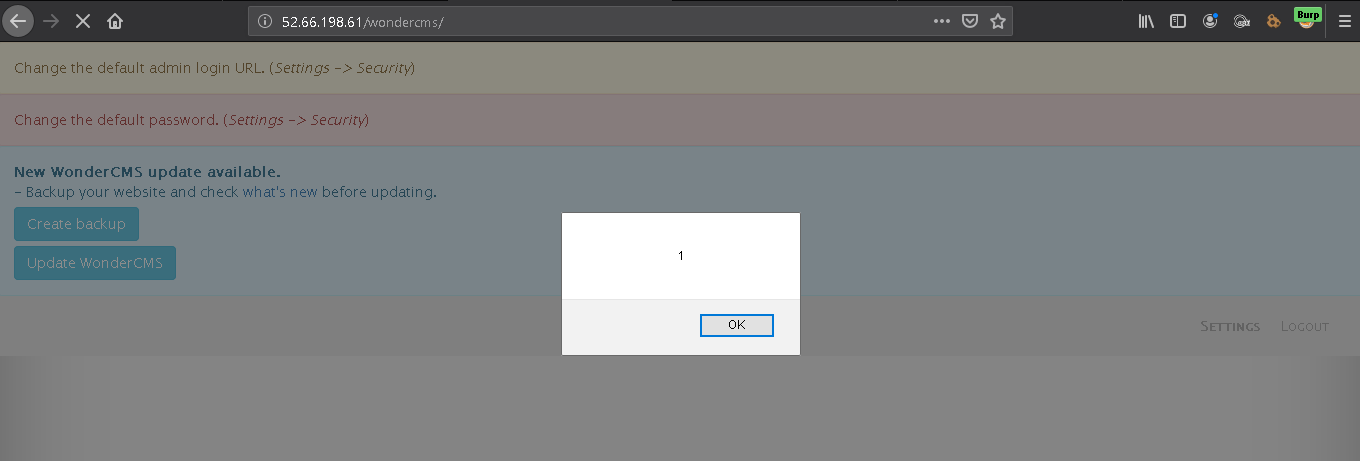 52.66.198.61/wondercms/
Burp
Change the default admin login URL. (Settings -> Security)
Change the default password. (Settings -> Security)
New WonderCMS update available.
- Backup your website and check what's new before updating.
Create backup
Update WonderCMS
1
OK
SETTINGS LOGOUT